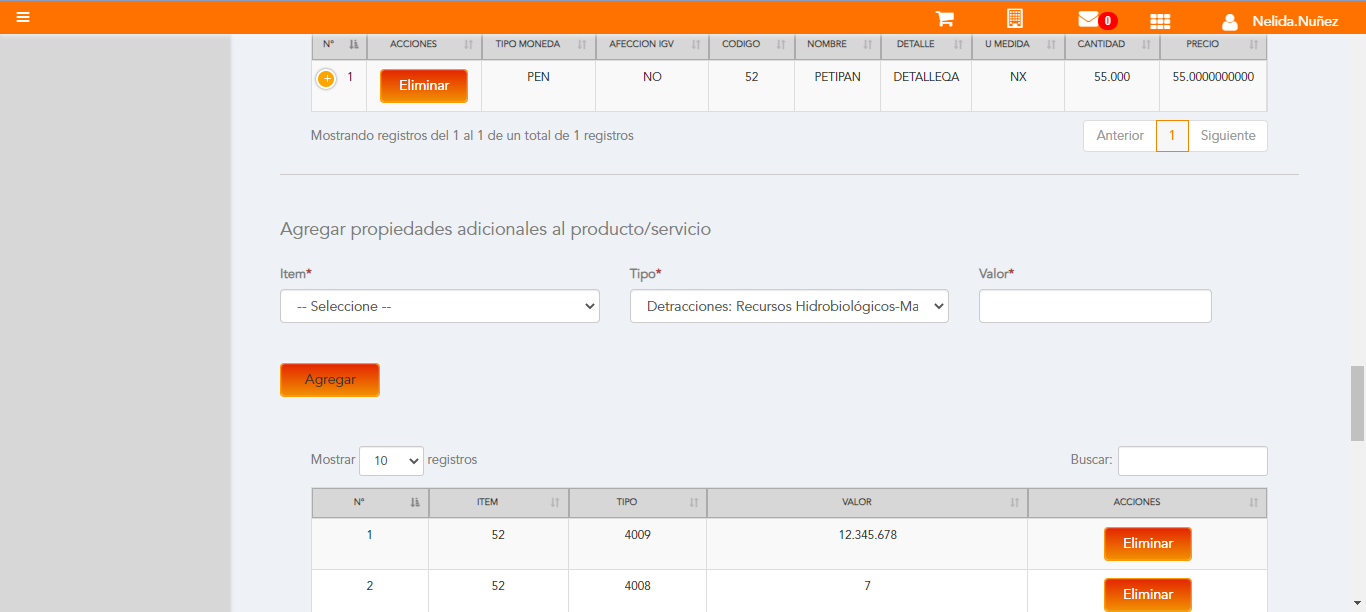 0 Nelida.Nuñez
N° ACCIONES TIPO MONEDA AFECCION IGV CODIGO NOMBRE DETALLE U MEDIDA CANTIDAD PRECIO
1 Eliminar PEN NO 52 PETIPAN DETALLEQA NX 55.000 55.0000000000
Mostrando registros del 1 al 1 de un total de 1 registros Anterior 1 Siguiente
Agregar propiedades adicionales al producto/servicio
Item* Tipo* Valor*
-- Seleccione -- Detracciones: Recursos Hidrobiológicos-Ma
Agregar
Mostrar 10 registros Buscar:
N° ITEM TIPO VALOR ACCIONES
1 52 4009 12.345.678 Eliminar
2 52 4008 7 Eliminar